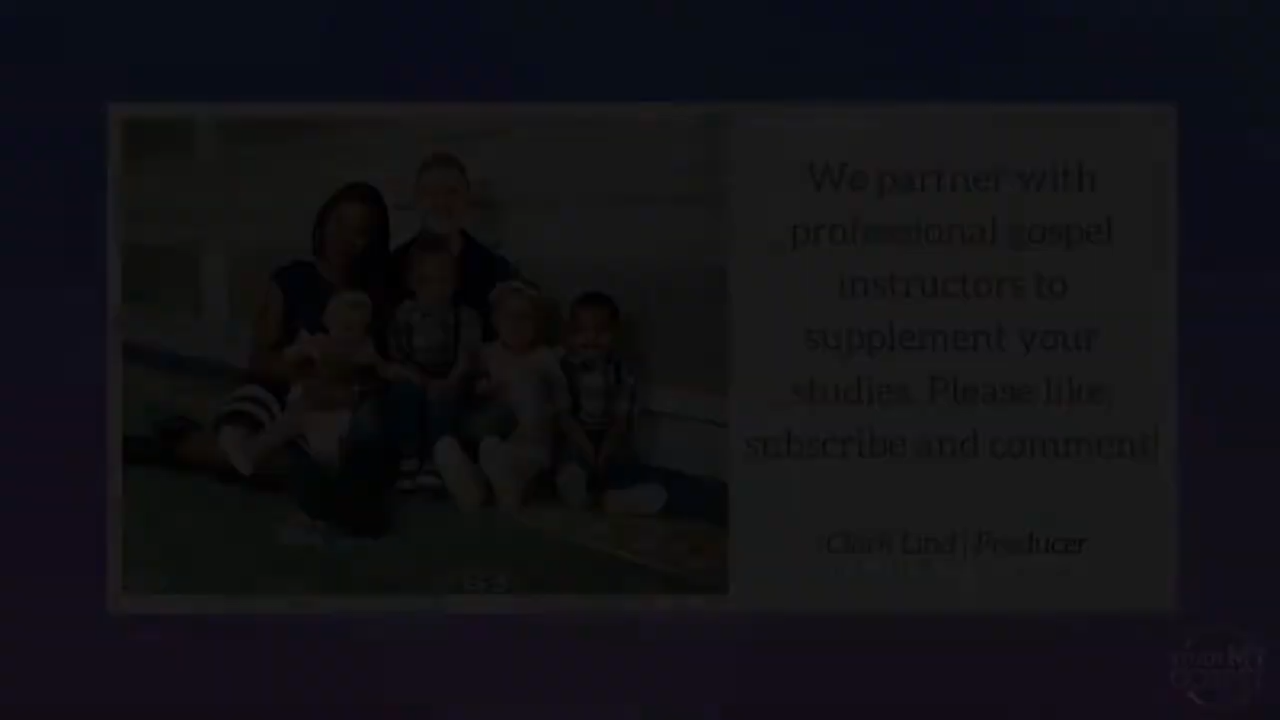 We partner with
professional gospel
instructors to
supplement your
studies. Please like,
subscribe and comment!
Clark Lind | Producer